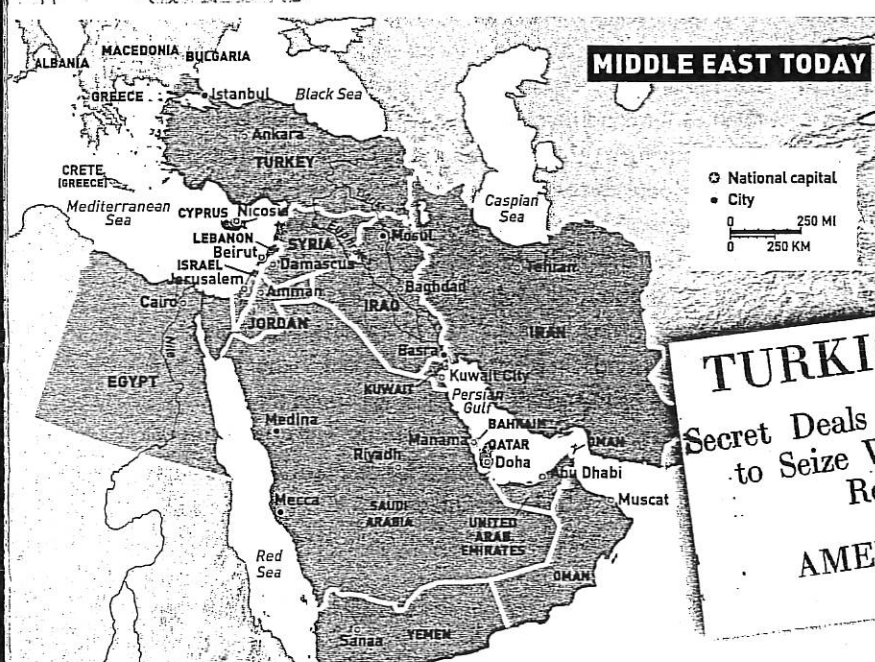 MIDDLE EAST TODAY
National capital
City
0 250 MI
0 250 KM
ALBANIA
MACEDONIA
BULGARIA
GREECE
Istanbul
Black Sea
Ankara
TURKEY
CRETE
(GREECE)
Mediterranean
Sea
CYPRUS
Nicosia
Caspian
Sea
LEBANON
Beirut
SYRIA
Mosul
ISRAEL
Damascus
Jerusalem
Tehran
Cairo
Amman
IRAQ
Baghdad
JORDAN
IRAN
Nile
EGYPT
Basra
KUWAIT
Kuwait City
Persian
Gulf
Medina
BAHRAIN
Manama
QATAR
OMAN
Riyadh
Doha
Abu Dhabi
Mecca
Muscat
SAUDI
ARABIA
UNITED
ARAB
EMIRATES
Red
Sea
OMAN
Sanaa
YEMEN
TURKI
Secret Deals
to Seize
AME